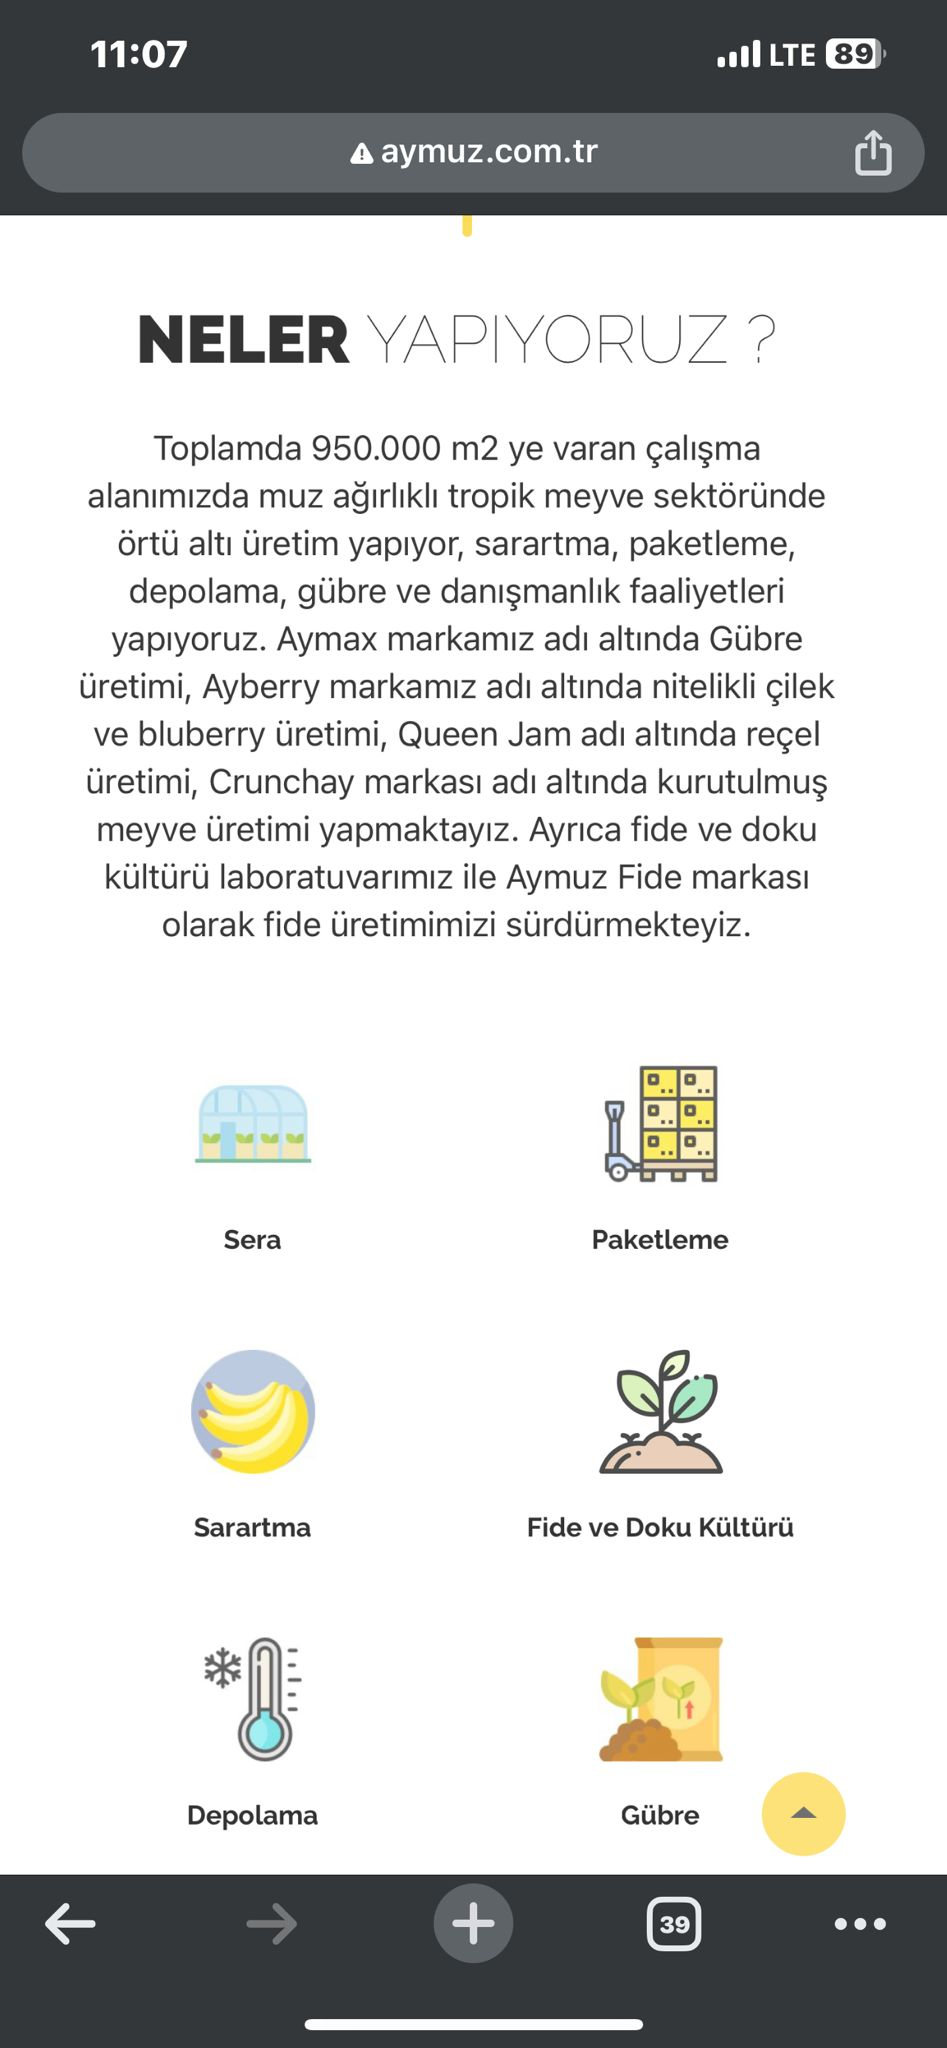 11:07
LTE 89
aymuz.com.tr
NELER YAPIYORUZ ?
Toplamda 950.000 m2 ye varan çalışma
alanımızda muz ağırlıklı tropik meyve sektöründe
örtü altı üretim yapıyor, sarartma, paketleme,
depolama, gübre ve danışmanlık faaliyetleri
yapıyoruz. Aymax markamız adı altında Gübre
üretimi, Ayberry markamız adı altında nitelikli çilek
ve bluberry üretimi, Queen Jam adı altında reçel
üretimi, Crunchay markası adı altında kurutulmuş
meyve üretimi yapmaktayız. Ayrıca fide ve doku
kültürü laboratuvarımız ile Aymuz Fide markası
olarak fide üretimimizi sürdürmekteyiz.
Sera
Paketleme
Sarartma
Fide ve Doku Kültürü
Depolama
Gübre
39